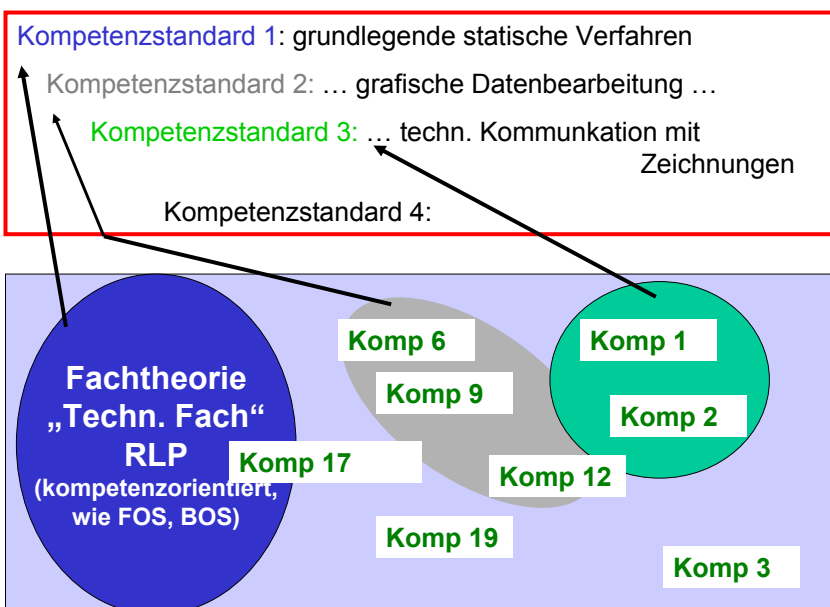 Kompetenzstandard 1: grundlegende statische Verfahren
Kompetenzstandard 2: … grafische Datenbearbeitung …
Kompetenzstandard 3: … techn. Kommunkation mit
Zeichnungen
Kompetenzstandard 4:
Fachtheorie
„Techn. Fach“
RLP
(kompetenzorientiert,
wie FOS, BOS)
Komp 6
Komp 1
Komp 9
Komp 2
Komp 17
Komp 12
Komp 19
Komp 3